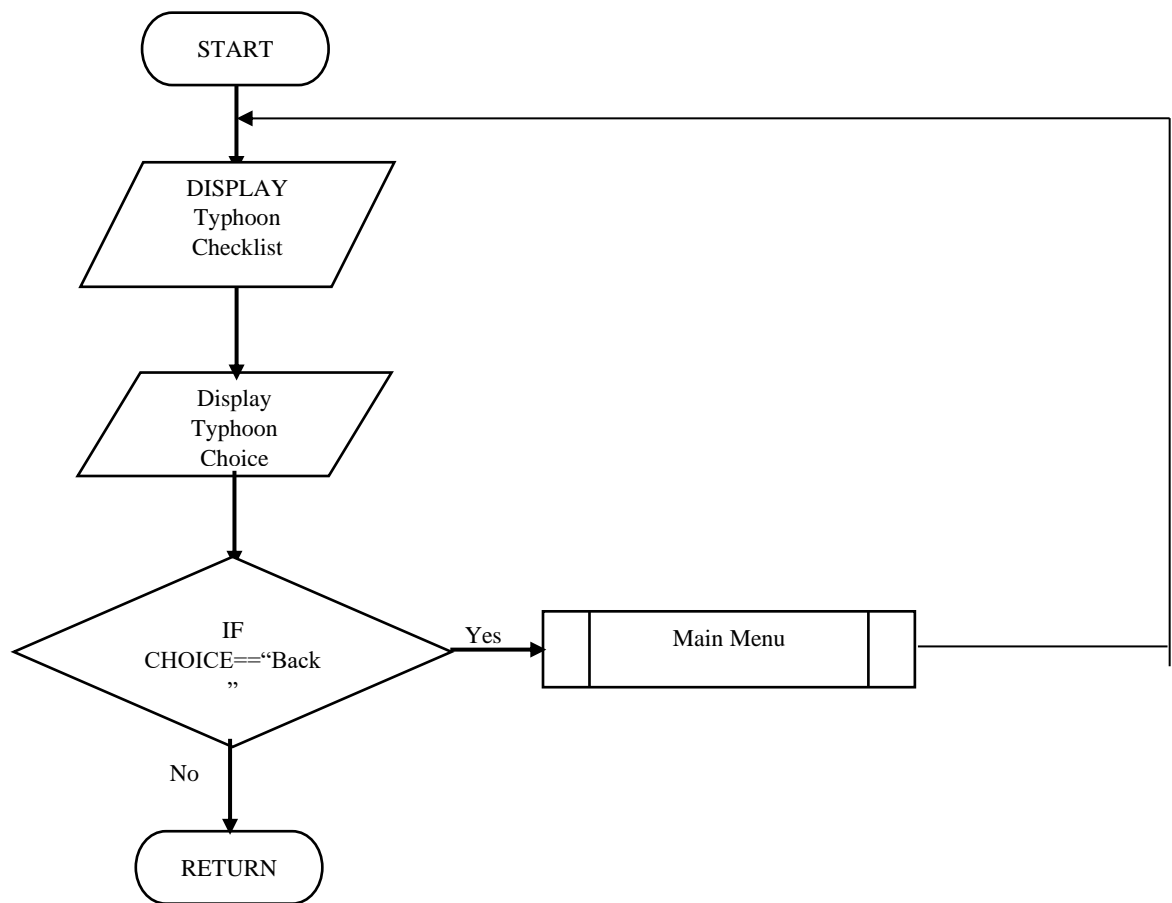 START
DISPLAY
Typhoon
Checklist
Display
Typhoon
Choice
IF
CHOICE==“Back
”
Yes
Main Menu
No
RETURN